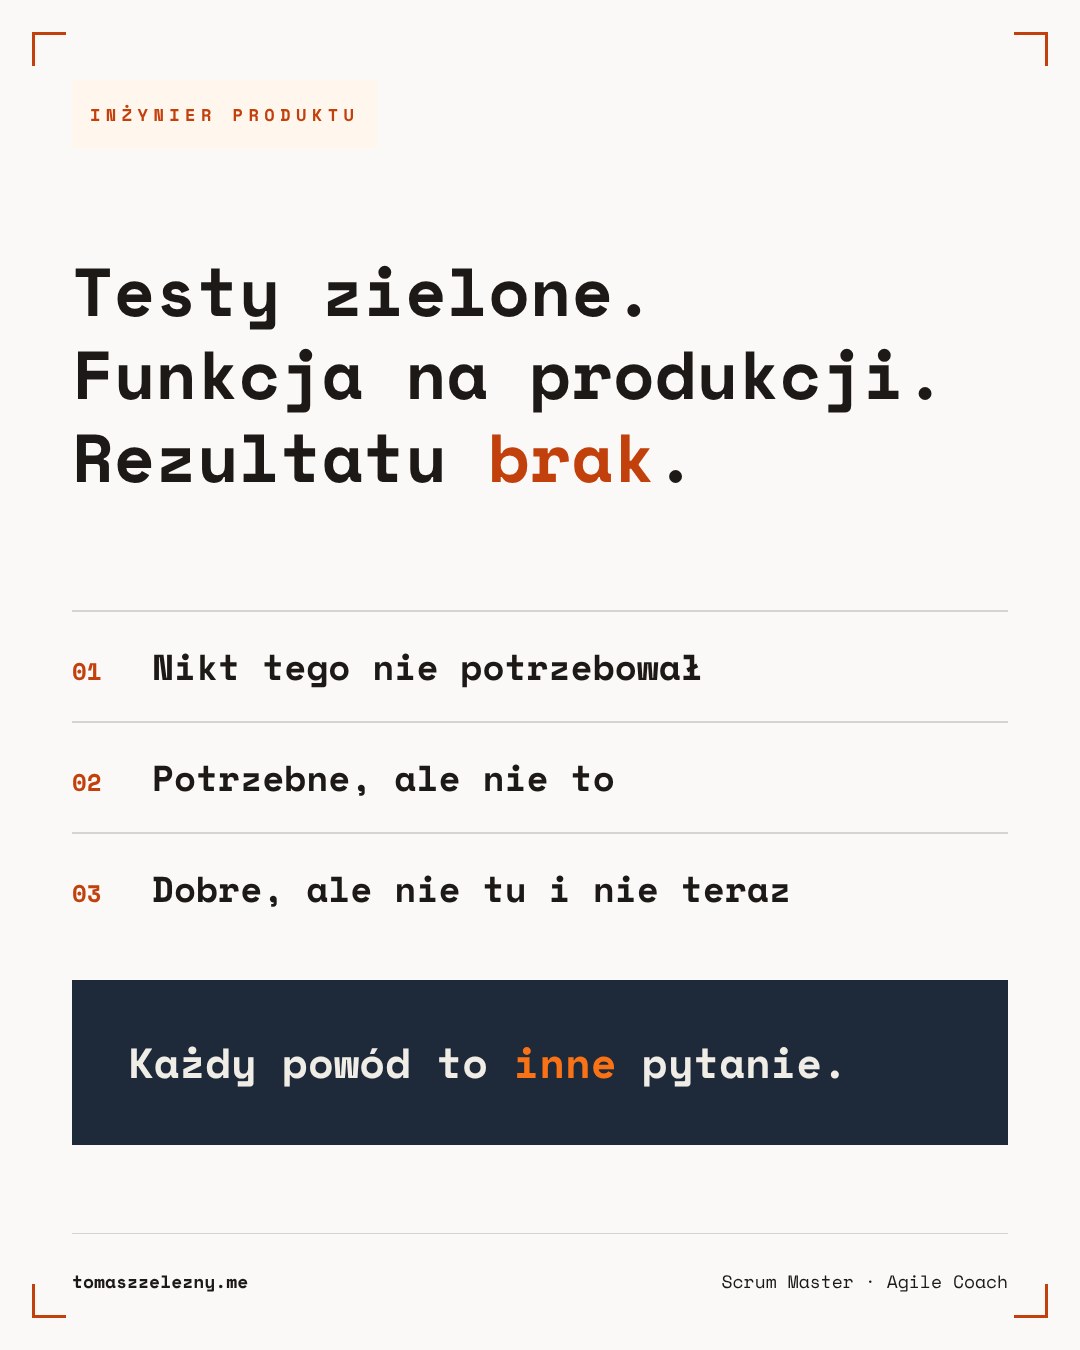 INŻYNIER PRODUKTU
Testy zielone.
Funkcja na produkcji.
Rezultatu brak.
01 Nikt tego nie potrzebował
02 Potrzebne, ale nie to
03 Dobre, ale nie tu i nie teraz
Każdy powód to inne pytanie.
tomaszzelezny.me
Scrum Master · Agile Coach